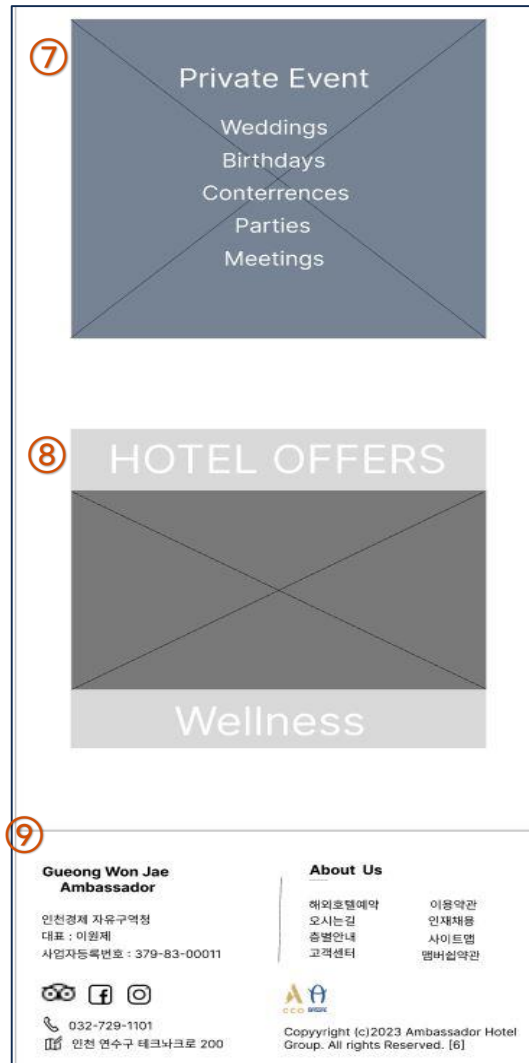 ⑦
Private Event
Weddings
Birthdays
Conterrences
Parties
Meetings
⑧
HOTEL OFFERS
Wellness
⑨
Gueong Won Jae
Ambassador
인천경제 자유구역청
대표 : 이원제
사업자등록번호 : 379-83-00011
032-729-1101
인천 연수구 테크놔크로 200
About Us
해외호텔예약 이용약관
오시는길 인재채용
층별안내 사이트맵
고객센터 맴버쉽약관
Copyyright (c)2023 Ambassador Hotel
Group. All rights Reserved. [6]